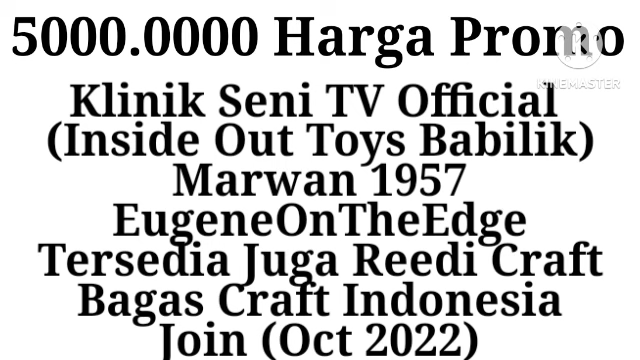 5000.0000 Harga Promo
KINEMASTER
Klinik Seni TV Official
(Inside Out Toys Babilik)
Marwan 1957
EugeneOnTheEdge
Tersedia Juga Reedi Craft
Bagas Craft Indonesia
Join (Oct 2022)